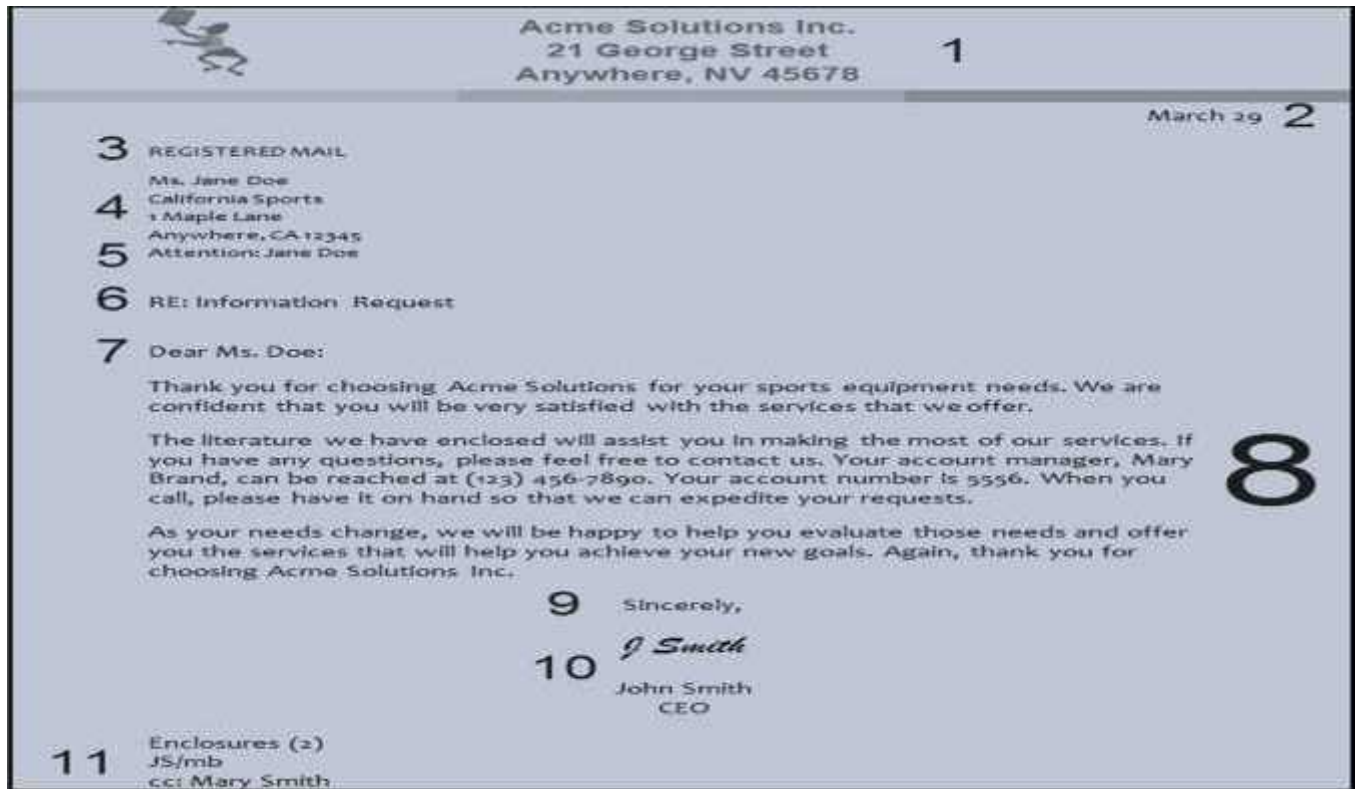 Acme Solutions Inc.
21 George Street
Anywhere, NV 45678
1
March 29 2
3 REGISTERED MAIL
Ms. Jane Doe
4 California Sports
1 Maple Lane
Anywhere, CA 12345
5 Attention: Jane Doe
6 RE: Information Request
7 Dear Ms. Doe:
Thank you for choosing Acme Solutions for your sports equipment needs. We are
confident that you will be very satisfied with the services that we offer.
The literature we have enclosed will assist you in making the most of our services. If
you have any questions, please feel free to contact us. Your account manager, Mary
Brand, can be reached at (123) 456-7890. Your account number is 5556. When you
call, please have it on hand so that we can expedite your requests.
8
As your needs change, we will be happy to help you evaluate those needs and offer
you the services that will help you achieve your new goals. Again, thank you for
choosing Acme Solutions Inc.
9 Sincerely,
J Smith
10
John Smith
CEO
Enclosures (2)
11 JS/mb
cc: Mary Smith